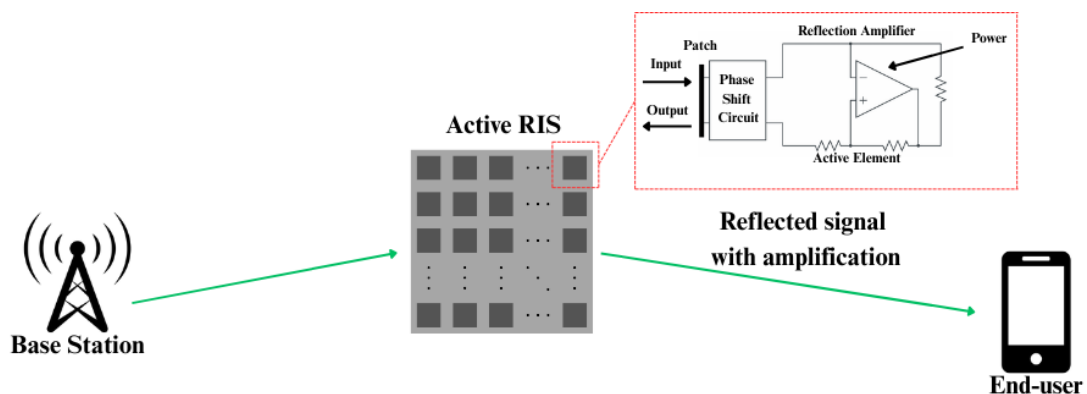 Reflection Amplifier
Power
Patch
Input
Phase
Shift
Circuit
Output
Active Element
Active RIS
Reflected signal
with amplification
Base Station
End-user